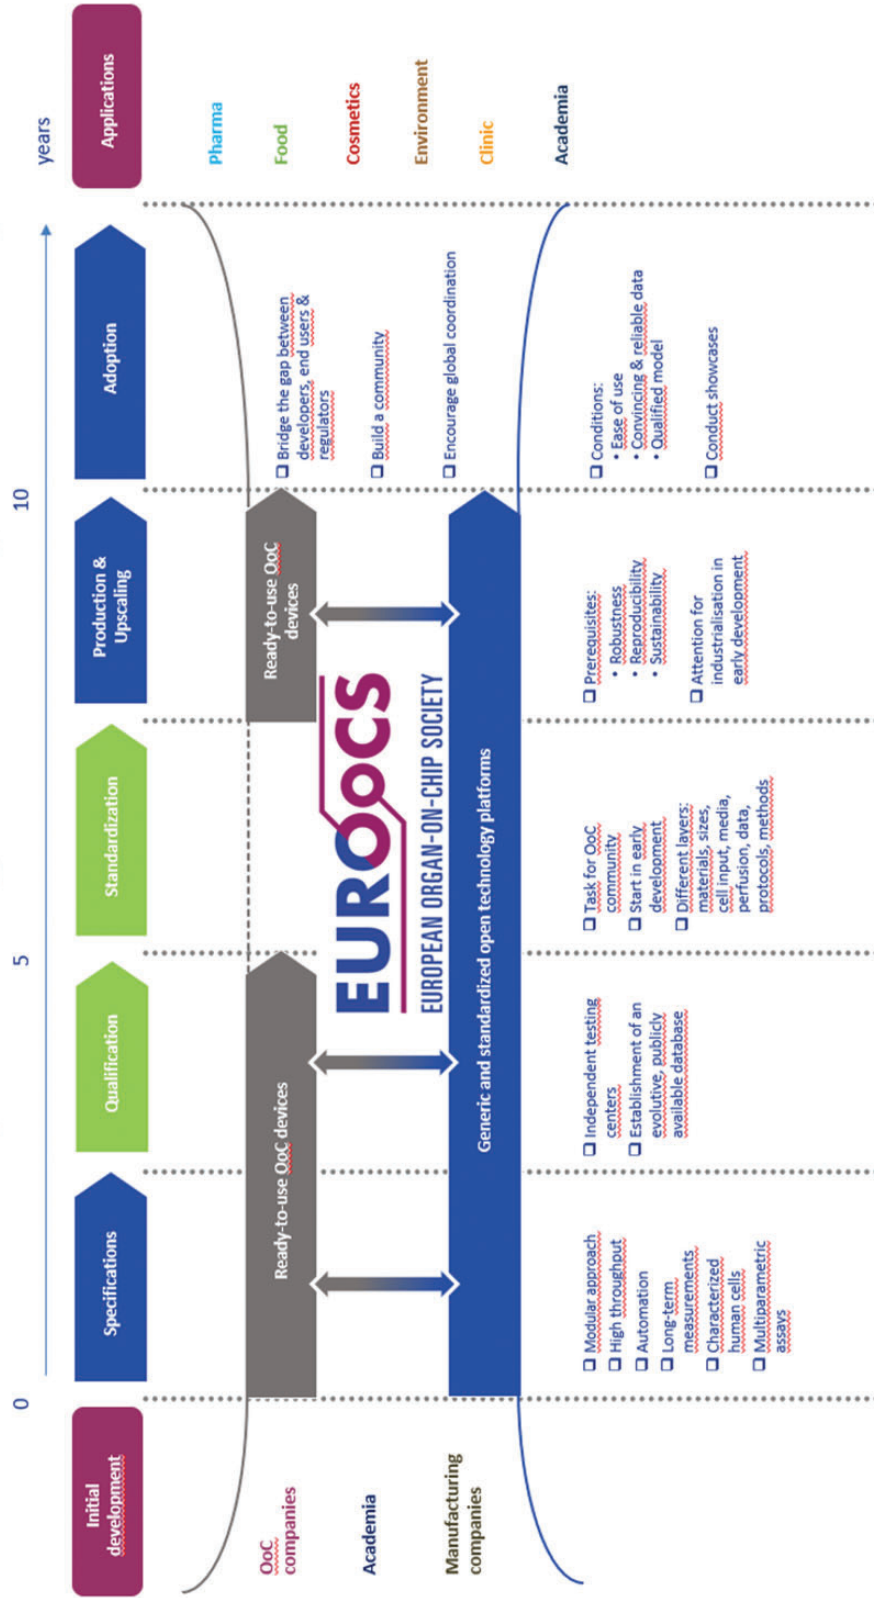 0
5
10
years
Initial
development
Specifications
Qualification
Standardization
Production &
Upscaling
Adoption
Applications
OoC
companies
Academia
Manufacturing
companies
Ready-to-use OoC devices
Ready-to-use OoC
devices
EUROOCS
EUROPEAN ORGAN-ON-CHIP SOCIETY
Generic and standardized open technology platforms
❑ Bridge the gap between
developers, end users &
regulators
❑ Build a community
❑ Encourage global coordination
Pharma
Food
Cosmetics
Environment
Clinic
Academia
❑ Modular approach
❑ High throughput
❑ Automation
❑ Long-term
measurements
❑ Characterized
human cells
❑ Multiparametric
assays
❑ Independent testing
centers
❑ Establishment of an
evolutive, publicly
available database
❑ Task for OoC
community
❑ Start in early
development
❑ Different layers:
materials, sizes,
cell input, media,
perfusion, data,
protocols, methods
❑ Prerequisites:
• Robustness
• Reproducibility
• Sustainability
❑ Attention for
industrialisation in
early development
❑ Conditions:
• Ease of use
• Convincing & reliable data
• Qualified model
❑ Conduct showcases